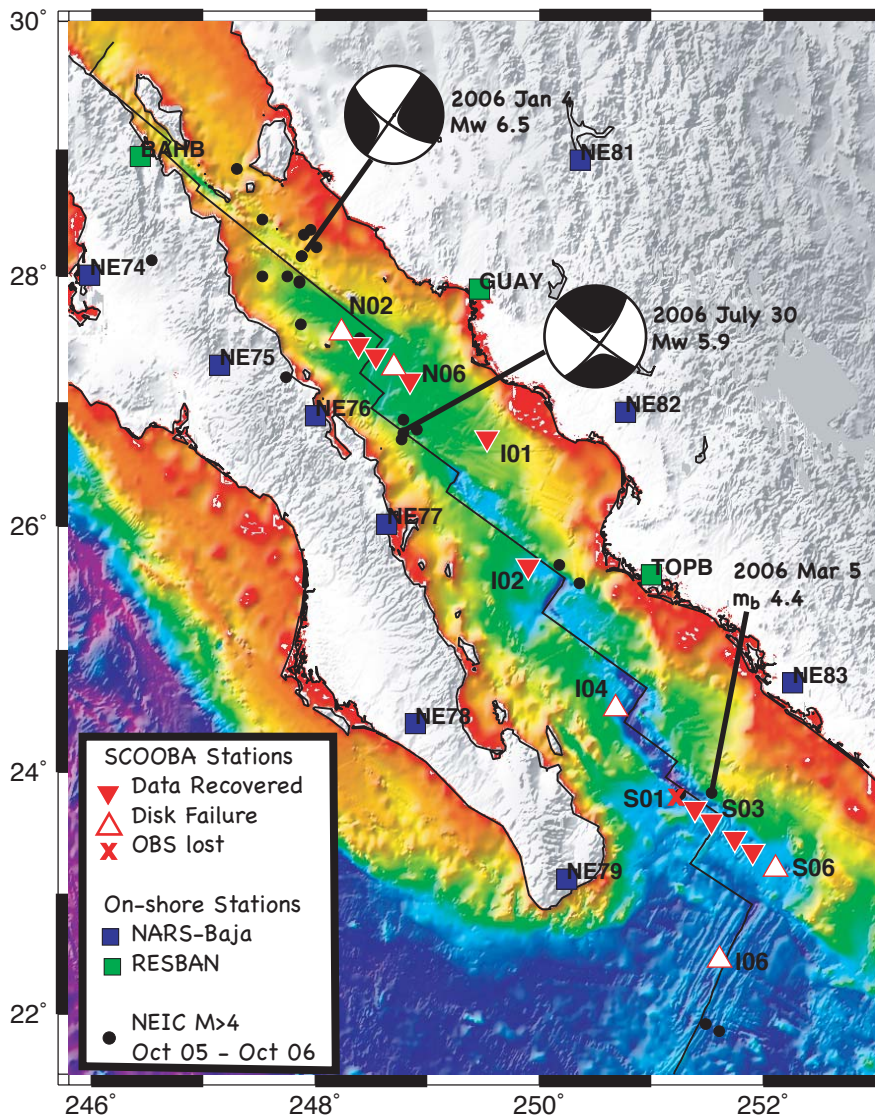 30°
28°
26°
24°
22°
246°
248°
250°
252°
2006 Jan 4
Mw 6.5
BAHB
NE81
NE74
GUAY
N02
2006 July 30
Mw 5.9
NE75
N06
NE76
NE82
I01
NE77
I02
TOPB
2006 Mar 5
mb 4.4
I04
NE83
NE78
S01
S03
S06
NE79
I06
SCOOBA Stations
Data Recovered
Disk Failure
OBS lost
On-shore Stations
NARS-Baja
RESBAN
NEIC M>4
Oct 05 - Oct 06